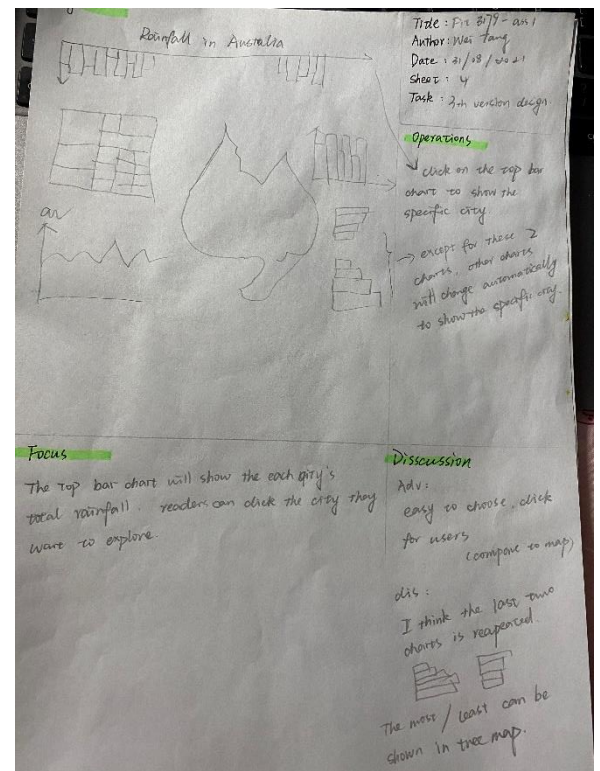 Rainfall in Australia
Title : Fit 3179 - ass 1
Author : Wei Tang
Date : 31/08/2021
Sheet : 4
Task : 3th version design
Operations
click on the top bar
chart to show the
specific city.
except for these 2
charts, other charts
will change automatically
to show the specific city.
Focus
The top bar chart will show the each city's
total rainfall. readers can click the city they
want to explore.
Disscussion
Adv :
easy to choose, click
for users
(compare to map)
dis :
I think the last two
charts is
The most / least can be
shown in tree map.